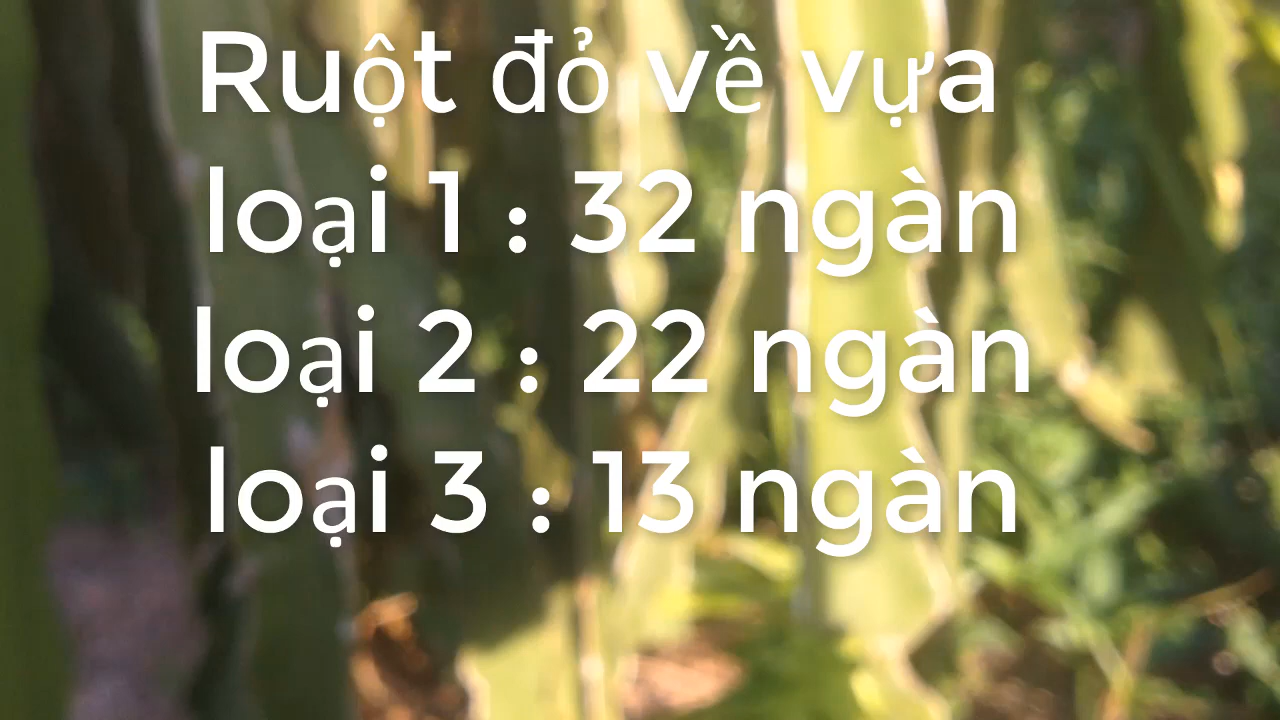 Ruột đỏ về vựa
loại 1 : 32 ngàn
loại 2 : 22 ngàn
loại 3 : 13 ngàn